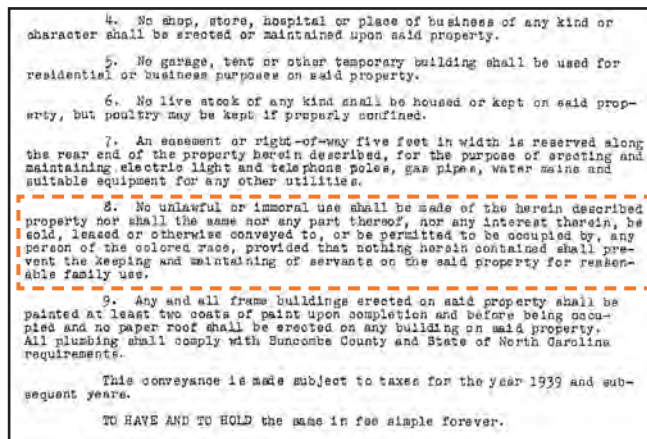 4. No shop, store, hospital or place of business of any kind or
character shall be erected or maintained upon said property.
5. No garage, tent or other temporary building shall be used for
residential or business purposes on said property.
6. No live stock of any kind shall be housed or kept on said prop-
erty, but poultry may be kept if properly confined.
7. An easement or right-of-way five feet in width is reserved along
the rear end of the property herein described, for the purpose of erecting and
maintaining electric light and telephone poles, gas pipes, water mains and
suitable equipment for any other utilities.
8. No unlawful or immoral use shall be made of the herein described
property nor shall the same nor any part thereof, nor any interest therein, be
sold, leased or otherwise conveyed to, or be permitted to be occupied by, any
person of the colored race, provided that nothing herein contained shall pre-
vent the keeping and maintaining of servants on the said property for reason-
able family use.
9. Any and all frame buildings erected on said property shall be
painted at least two coats of paint upon completion and before being occu-
pied and no paper roof shall be erected on any building on said property.
All plumbing shall comply with Buncombe County and State of North Carolina
requirements.
This conveyance is made subject to taxes for the year 1939 and sub-
sequent years.
TO HAVE AND TO HOLD the same in fee simple forever.